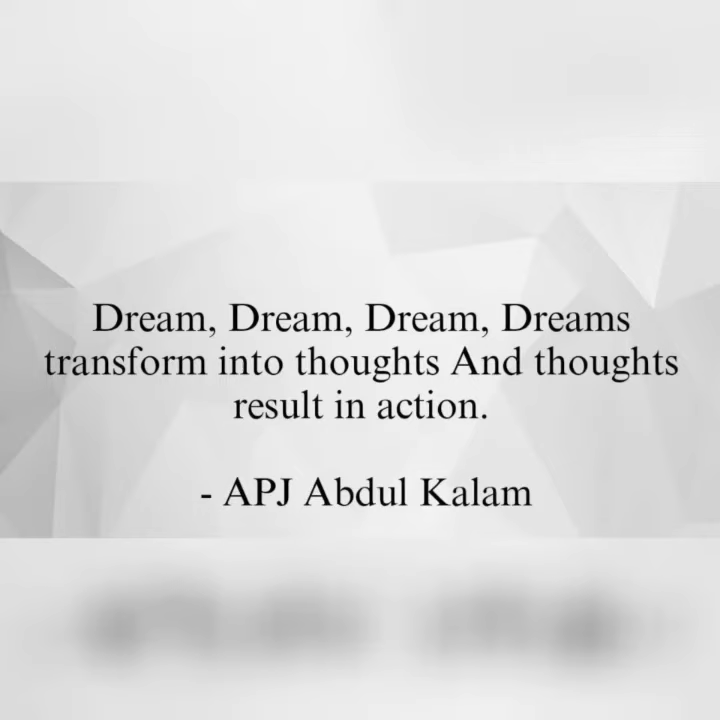 Dream, Dream, Dream, Dreams
transform into thoughts And thoughts
result in action.
- APJ Abdul Kalam